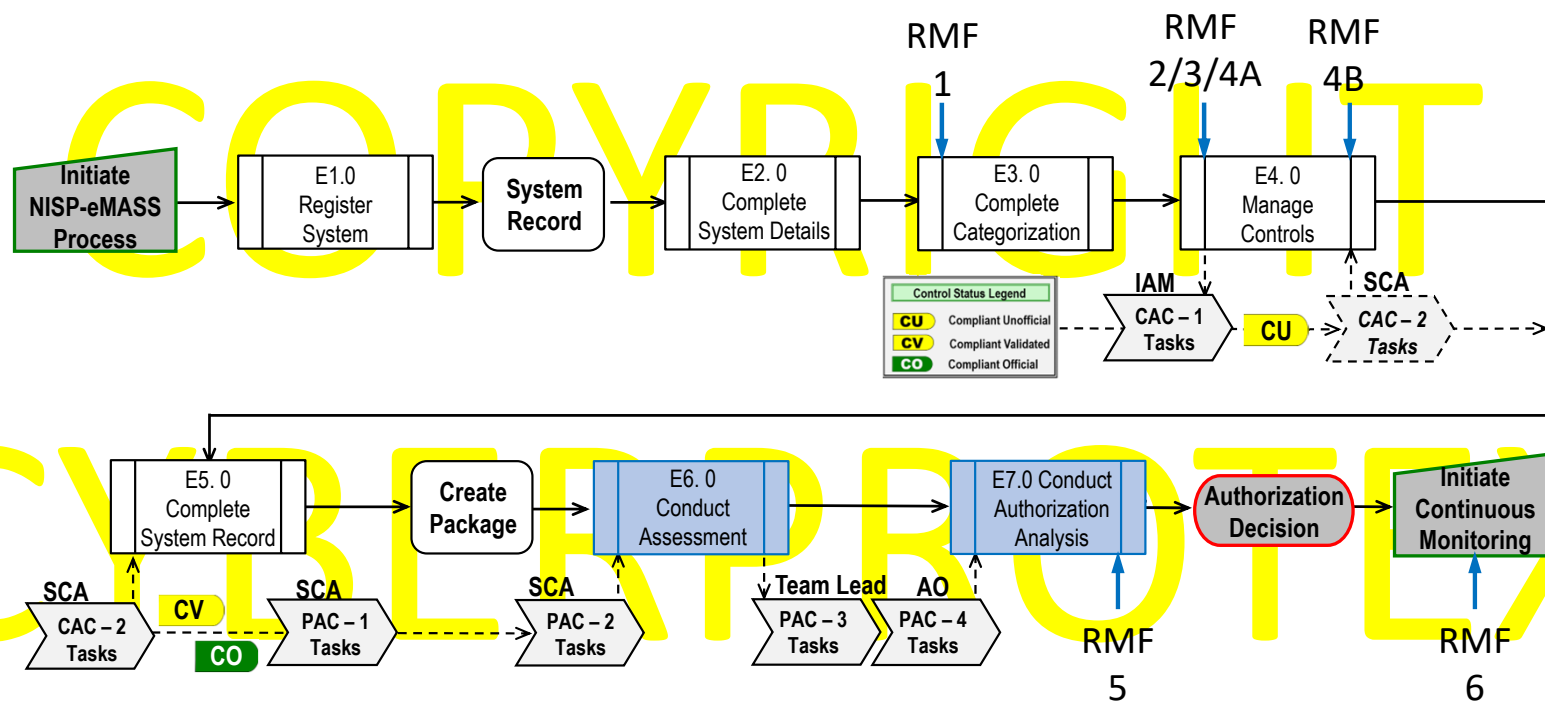 RMF
1
RMF
2/3/4A
RMF
4B
COPYRIGHT
Initiate
NISP-eMASS
Process
E1.0
Register
System
System
Record
E2. 0
Complete
System Details
E3. 0
Complete
Categorization
E4. 0
Manage
Controls
Control Status Legend
CU Compliant Unofficial
CV Compliant Validated
CO Compliant Official
IAM
CAC – 1
Tasks
CU
SCA
CAC – 2
Tasks
CYBERPROTEX
E5. 0
Complete
System Record
Create
Package
E6. 0
Conduct
Assessment
E7.0 Conduct
Authorization
Analysis
Authorization
Decision
Initiate
Continuous
Monitoring
SCA
CAC – 2
Tasks
CV
CO
SCA
PAC – 1
Tasks
SCA
PAC – 2
Tasks
Team Lead
PAC – 3
Tasks
AO
PAC – 4
Tasks
RMF
5
RMF
6